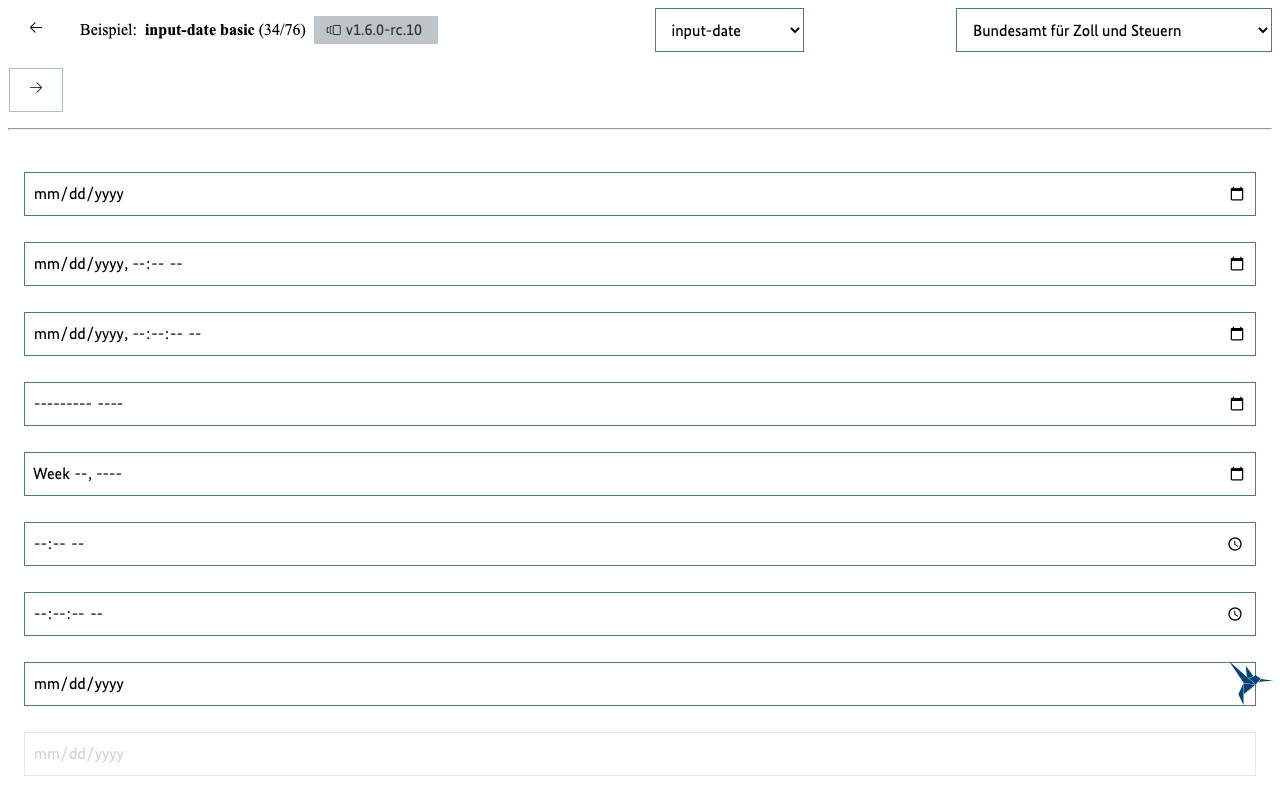 Beispiel: input-date basic (34/76) v1.6.0-rc.10 input-date Bundesamt für Zoll und Steuern
mm/dd/yyyy
mm/dd/yyyy, --:-- --
mm/dd/yyyy, --:--:-- --
--------- ----
Week --, ----
--:-- --
--:--:-- --
mm/dd/yyyy
mm/dd/yyyy